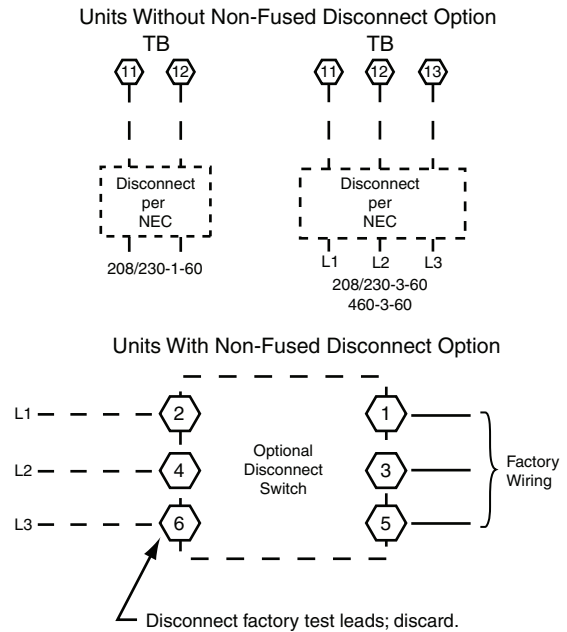 Units Without Non-Fused Disconnect Option
TB
TB
11
12
11
12
13
Disconnect
per
NEC
Disconnect
per
NEC
208/230-1-60
L1
L2
L3
208/230-3-60
460-3-60
Units With Non-Fused Disconnect Option
L1
2
1
L2
4
3
L3
6
5
Optional
Disconnect
Switch
Factory
Wiring
Disconnect factory test leads; discard.